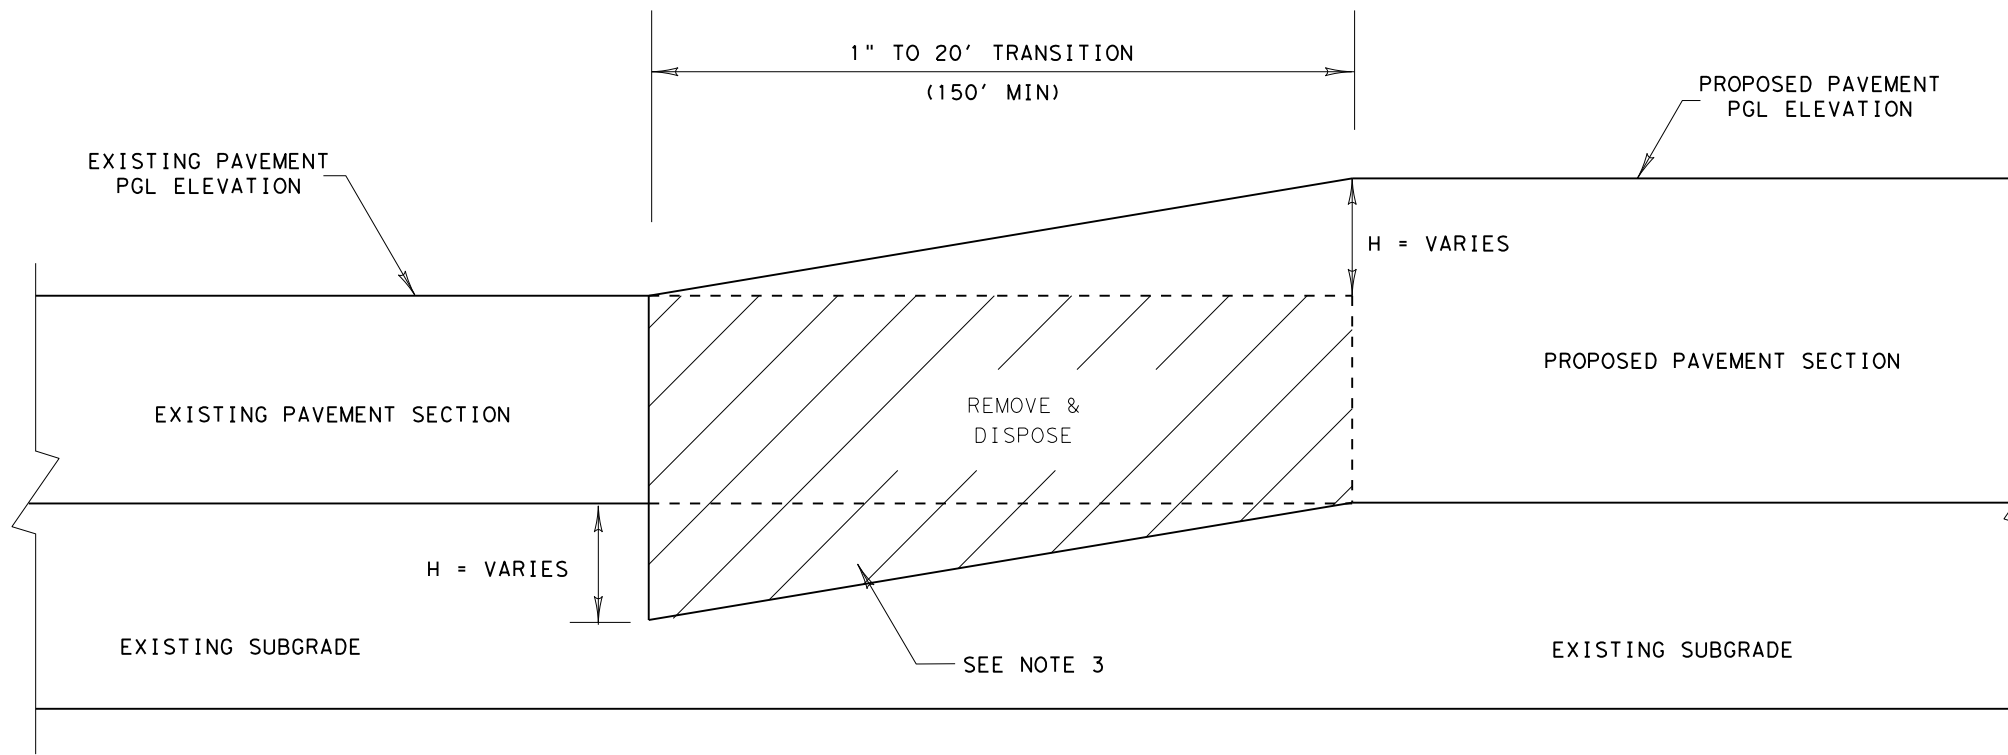 1" TO 20' TRANSITION
(150' MIN)
PROPOSED PAVEMENT
PGL ELEVATION
EXISTING PAVEMENT
PGL ELEVATION
H = VARIES
PROPOSED PAVEMENT SECTION
EXISTING PAVEMENT SECTION
REMOVE &
DISPOSE
H = VARIES
EXISTING SUBGRADE
SEE NOTE 3
EXISTING SUBGRADE